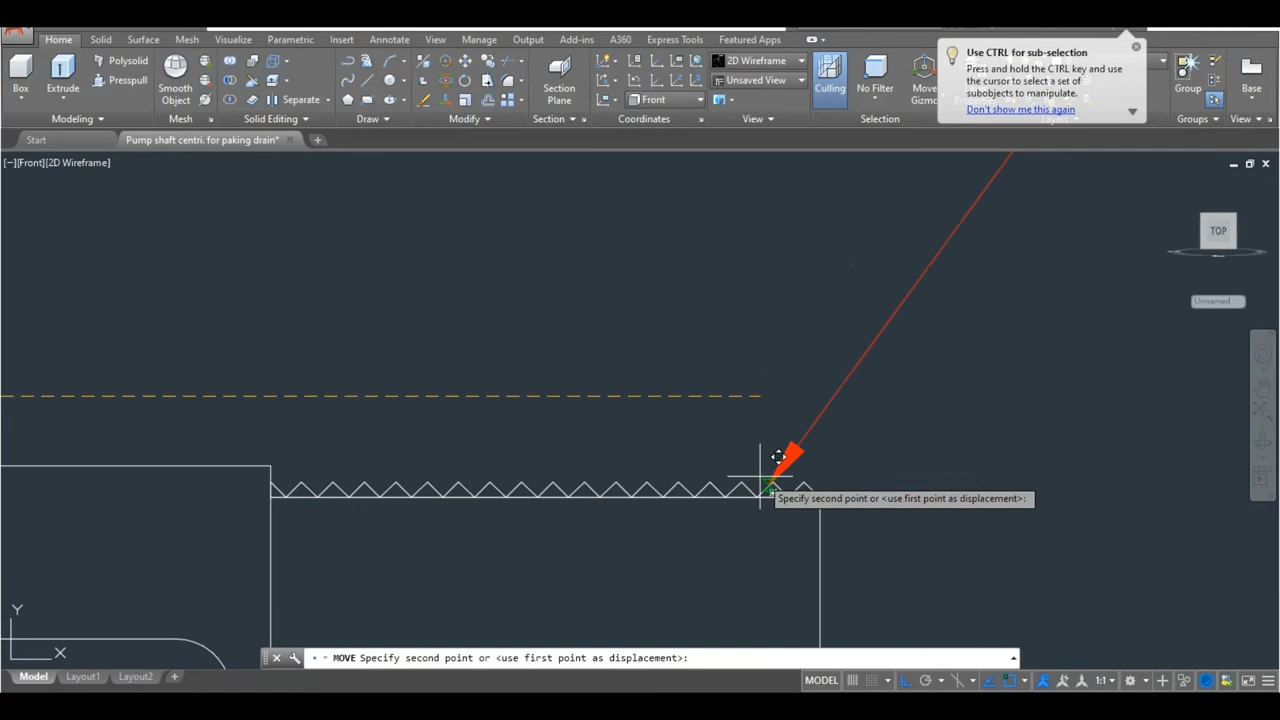 Home Solid Surface Mesh Visualize Parametric Insert Annotate View Manage Output Add-ins A360 Express Tools Featured Apps
Use CTRL for sub-selection
Press and hold the CTRL key and use
the cursor to select a set of
subobjects to manipulate.
Don't show me this again
Polysolid
Presspull
Separate
2D Wireframe
Unsaved View
Front
Box
Extrude
Smooth
Object
Section
Plane
Culling
No Filter
Move
Gizmo
Group
Base
Modeling
Mesh
Draw
Modify
Section
Coordinates
View
Selection
Layers
Groups
View
Start
Pump shaft centri. for paking drain*
[−][Front][2D Wireframe]
TOP
Unnamed
Specify second point or <use first point as displacement>:
Y
X
MOVE Specify second point or <use first point as displacement>:
Model Layout1 Layout2
MODEL
1:1